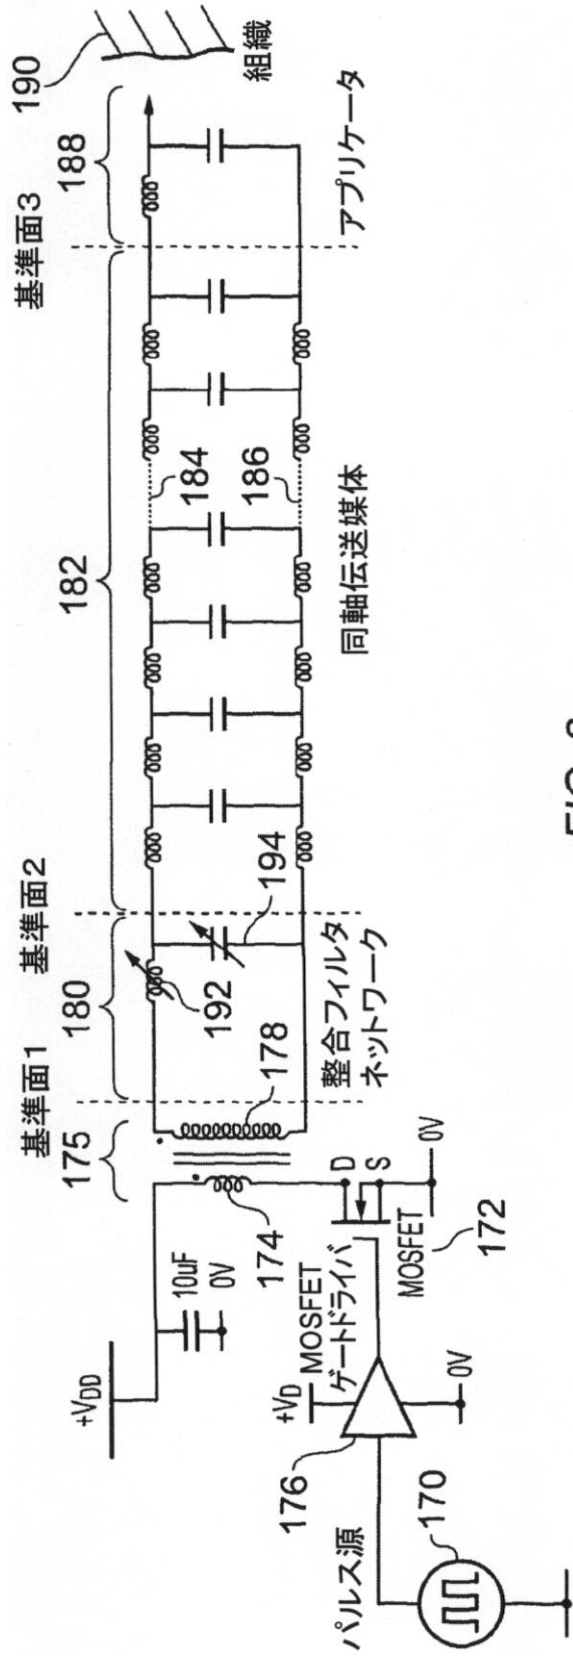 +VDD
10uF
0V
175
基準面1
180
基準面2
182
基準面3
188
190
組織
アプリケータ
184
186
同軸伝送媒体
194
192
整合フィルタ
ネットワーク
178
174
D
S
0V
MOSFET
172
MOSFET
ゲートドライバ
+VD
0V
176
170
パルス源